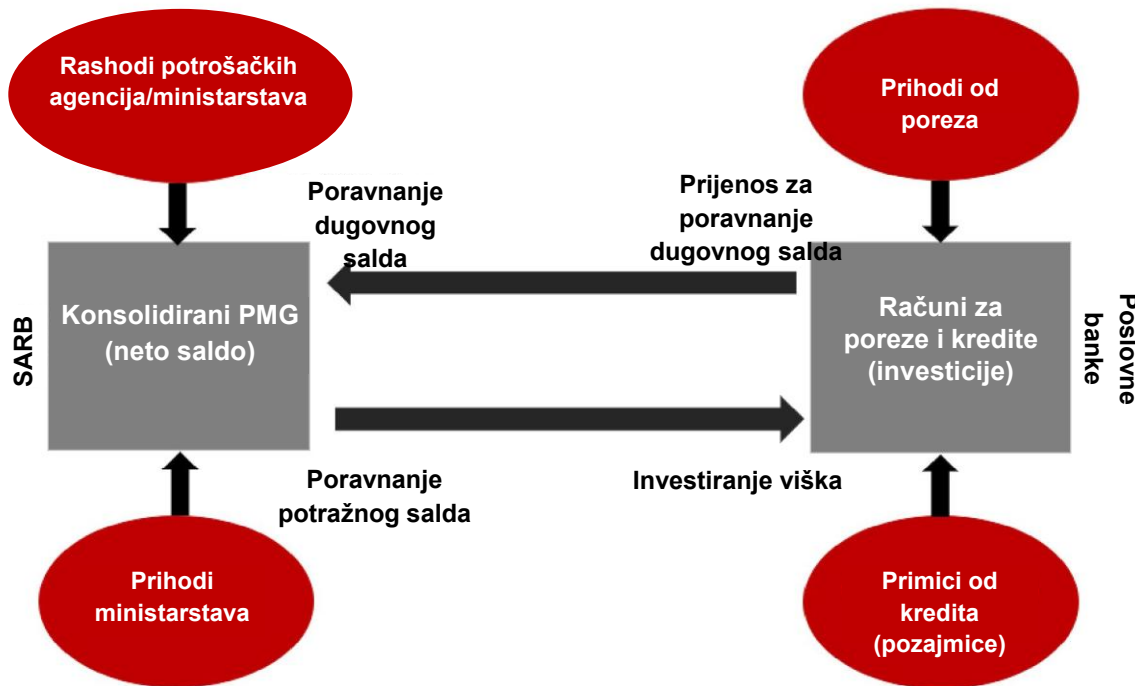 Rashodi potrošačkih
agencija/ministarstava
Prihodi od
poreza
Poravnanje
dugovnog
salda
Prijenos za
poravnanje
dugovnog salda
SARB
Konsolidirani PMG
(neto saldo)
Računi za
poreze i kredite
(investicije)
Poslovne
banke
Poravnanje
potražnog salda
Investiranje viška
Prihodi
ministarstava
Primici od
kredita
(pozajmice)